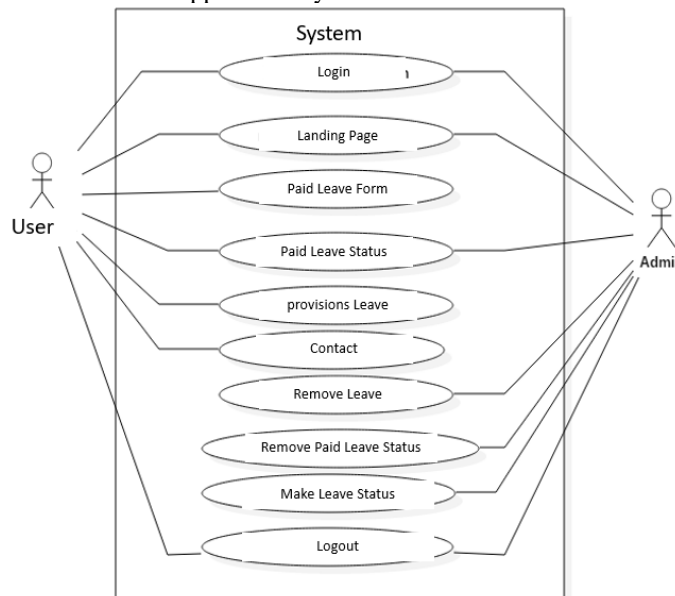 System
Login
Landing Page
Paid Leave Form
User
Paid Leave Status
Admi
provisions Leave
Contact
Remove Leave
Remove Paid Leave Status
Make Leave Status
Logout